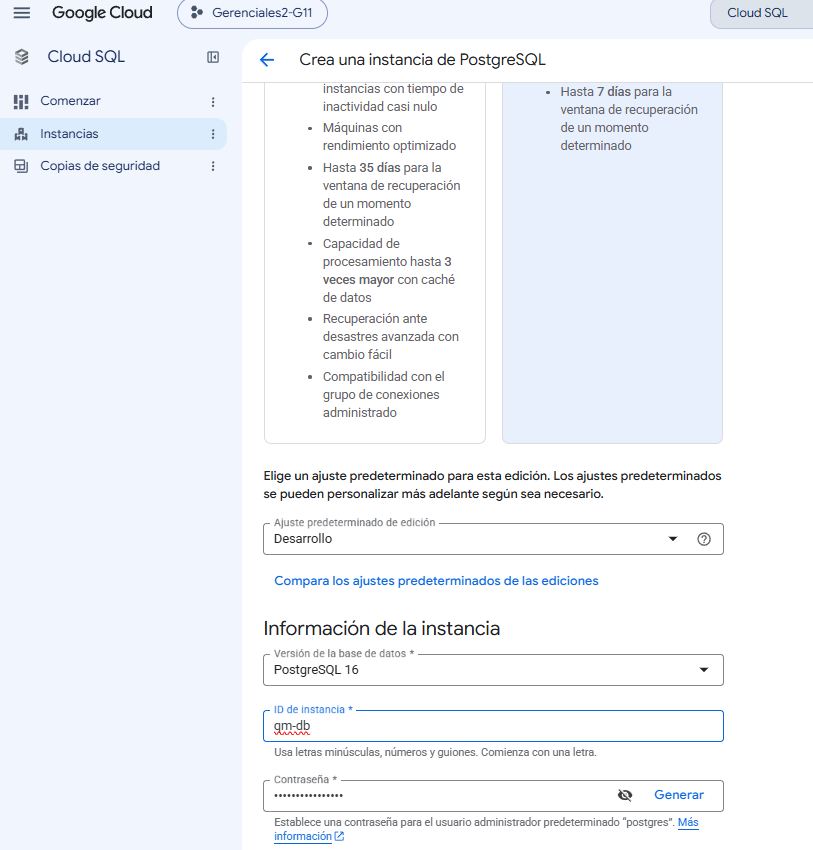 Google Cloud
Gerenciales2-G11
Cloud SQL
Cloud SQL
Comenzar
Instancias
Copias de seguridad
Crea una instancia de PostgreSQL
instancias con tiempo de
inactividad casi nulo
Máquinas con
rendimiento optimizado
Hasta 35 días para la
ventana de recuperación
de un momento
determinado
Capacidad de
procesamiento hasta 3
veces mayor con caché
de datos
Recuperación ante
desastres avanzada con
cambio fácil
Compatibilidad con el
grupo de conexiones
administrado
Hasta 7 días para la
ventana de recuperación
de un momento
determinado
Elige un ajuste predeterminado para esta edición. Los ajustes predeterminados
se pueden personalizar más adelante según sea necesario.
Ajuste predeterminado de edición
Desarrollo
Compara los ajustes predeterminados de las ediciones
Información de la instancia
Versión de la base de datos *
PostgreSQL 16
ID de instancia *
qm-db
Usa letras minúsculas, números y guiones. Comienza con una letra.
Contraseña *
••••••••••••••••
Generar
Establece una contraseña para el usuario administrador predeterminado "postgres". Más
información